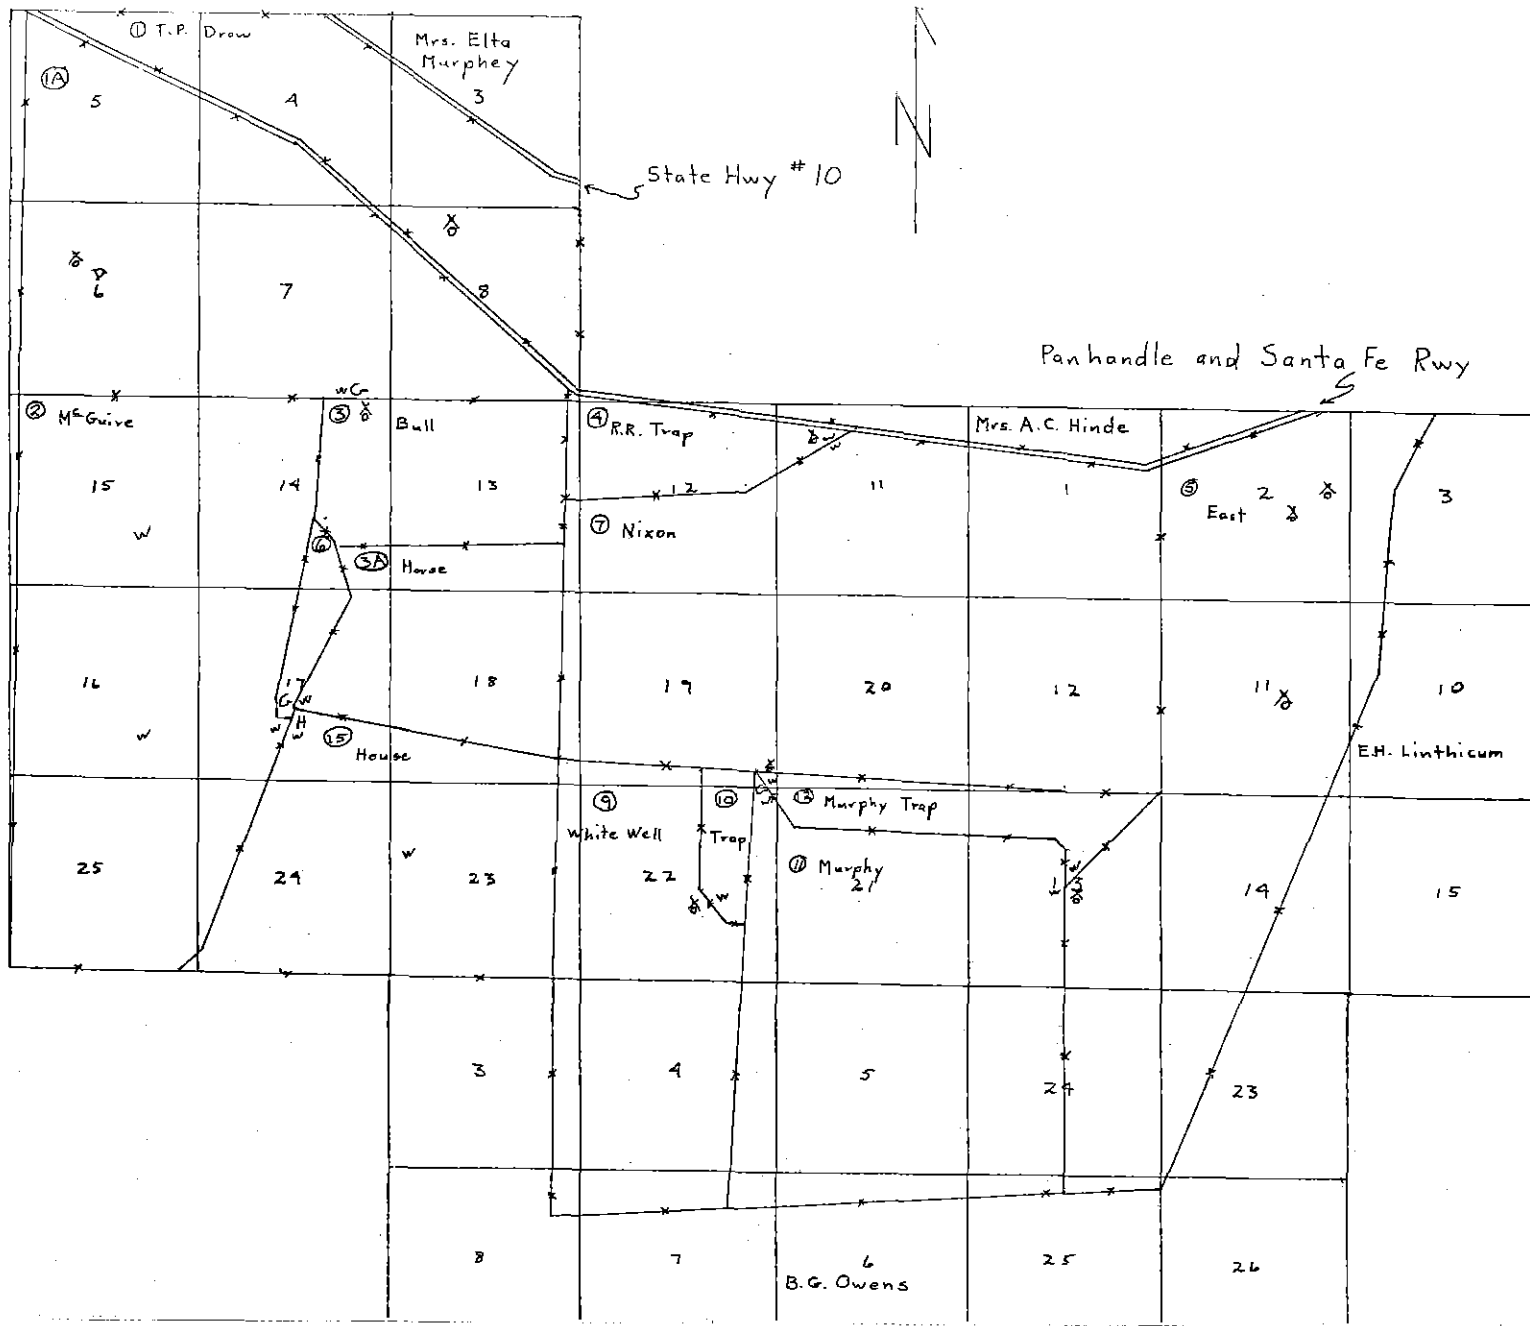 ① T.P. Draw
Mrs. Elta
Murphey
1A
5
4
3
N
State Hwy #10
6
7
8
Panhandle and Santa Fe Rwy
② McGuire
wG
③
Bull
④ R.R. Trap
Mrs. A.C. Hinde
w
15
14
13
12
11
1
⑤
East
2
3
w
⑥
3A
Horse
⑦ Nixon
16
17
18
19
20
12
11
10
G w
w H
w
w
15
House
E.H. Linthicum
w
⑨
White Well
⑩
Trap
⑫ Murphy Trap
25
24
w
23
22
w
⑪ Murphy
21
w
w
13
14
15
3
4
5
24
23
8
7
6
25
26
B.G. Owens